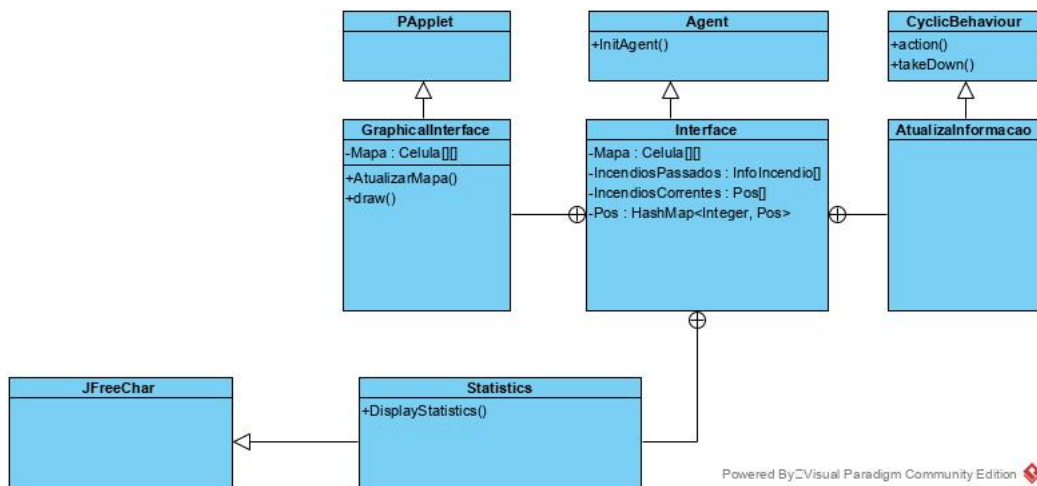 PApplet
Agent
+InitAgent()
CyclicBehaviour
+action()
+takeDown()
GraphicalInterface
-Mapa : Celula[][]
+AtualizarMapa()
+draw()
Interface
-Mapa : Celula[][]
-IncendiosPassados : InfoIncendio[]
-IncendiosCorrentes : Pos[]
-Pos : HashMap<Integer, Pos>
AtualizaInformacao
JFreeChar
Statistics
+DisplayStatistics()
Powered By Visual Paradigm Community Edition